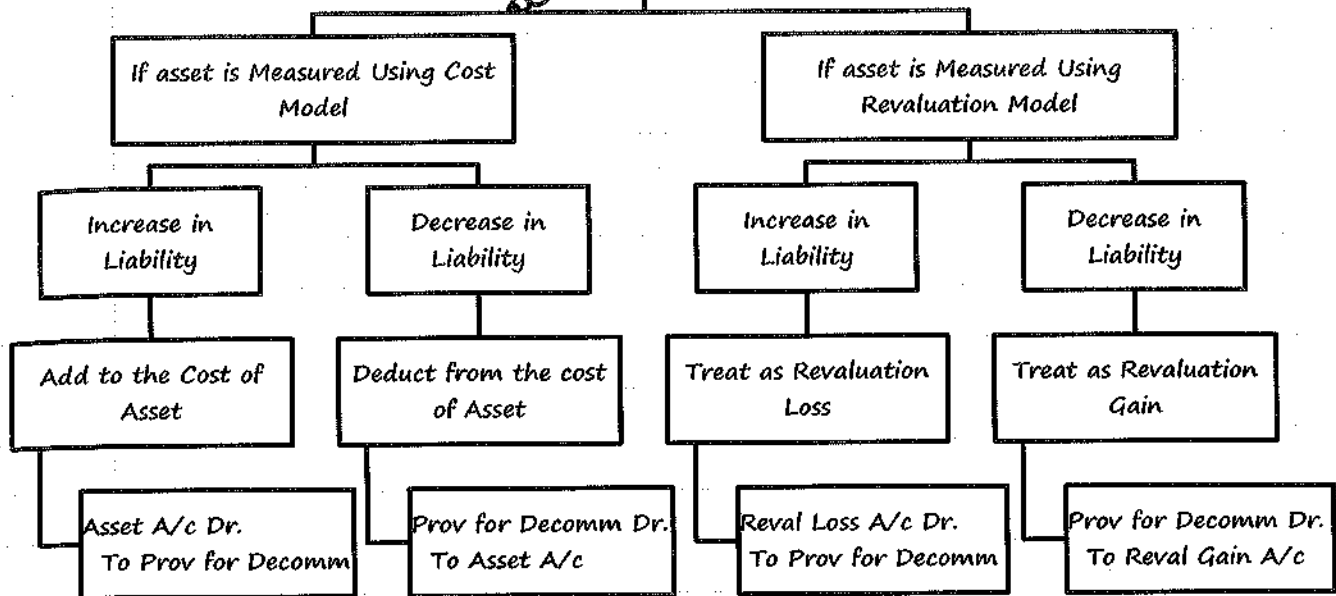 If asset is Measured Using Cost
Model
If asset is Measured Using
Revaluation Model
Increase in
Liability
Decrease in
Liability
Increase in
Liability
Decrease in
Liability
Add to the Cost of
Asset
Deduct from the cost
of Asset
Treat as Revaluation
Loss
Treat as Revaluation
Gain
Asset A/c Dr.
To Prov for Decomm
Prov for Decomm Dr.
To Asset A/c
Reval Loss A/c Dr.
To Prov for Decomm
Prov for Decomm Dr.
To Reval Gain A/c